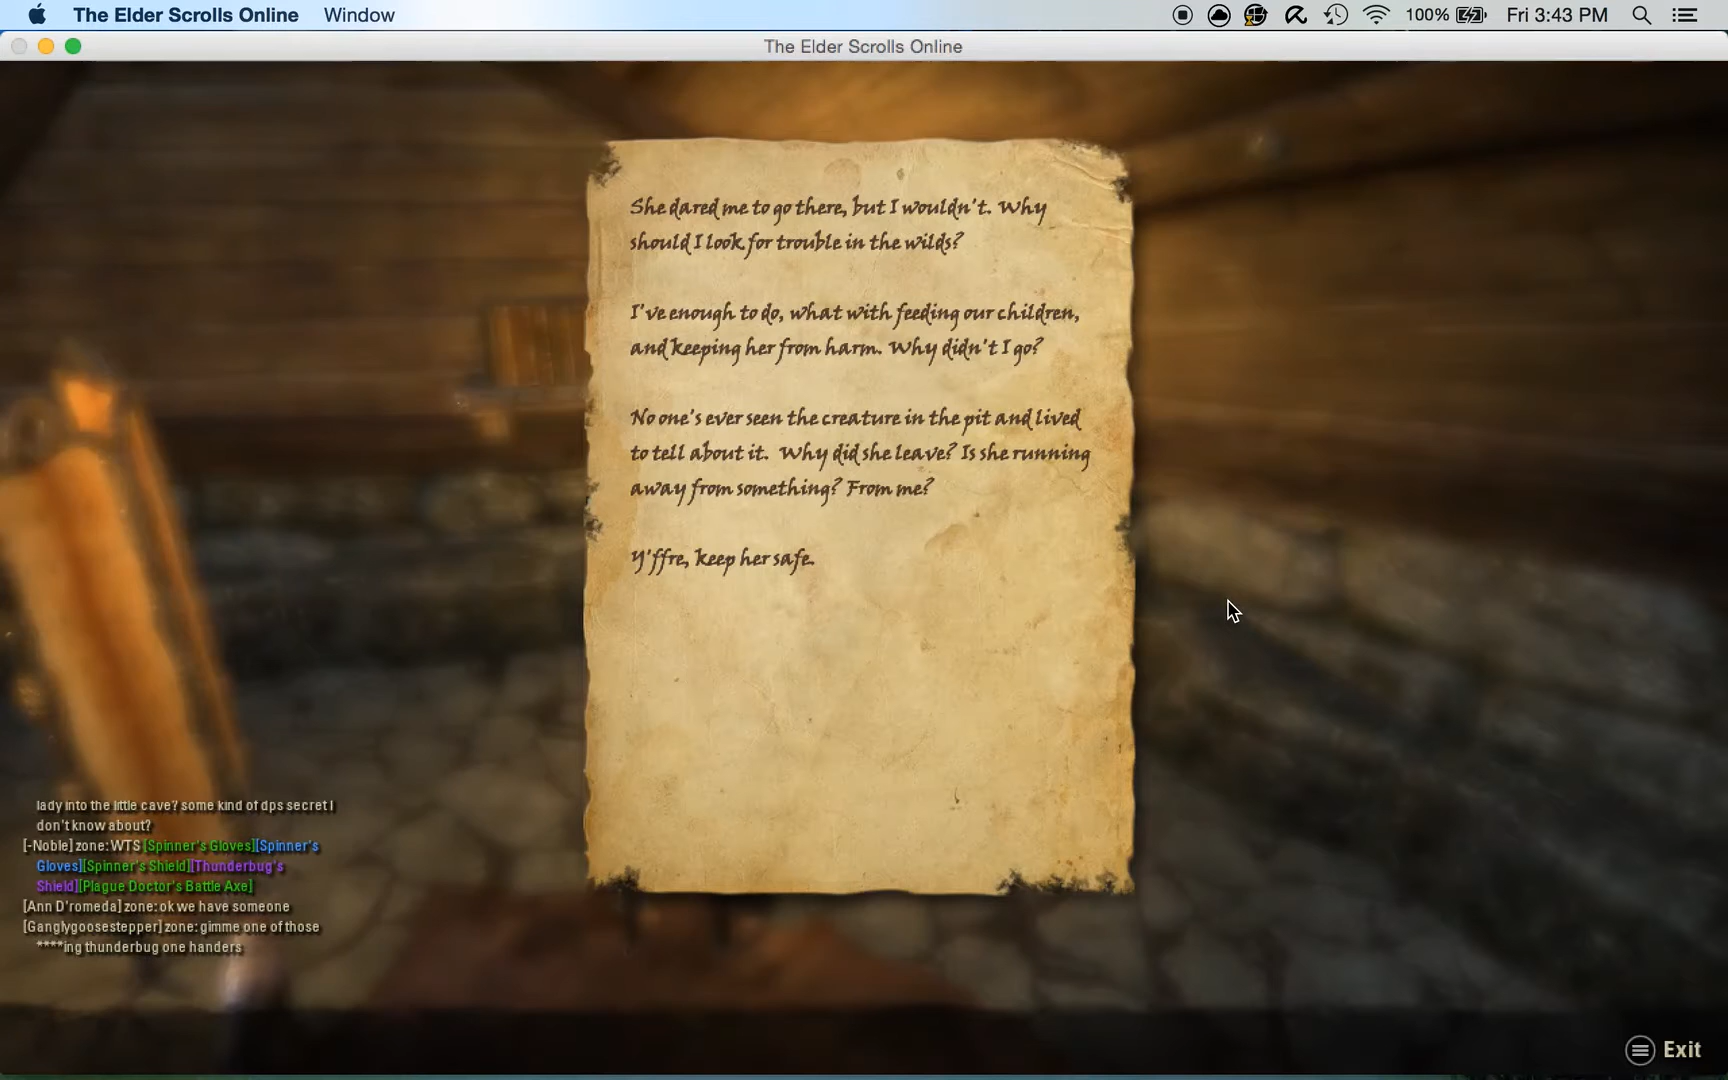 The Elder Scrolls Online Window 100% Fri 3:43 PM
The Elder Scrolls Online
She dared me to go there, but I wouldn't. Why
should I look for trouble in the wilds?
I've enough to do, what with feeding our children,
and keeping her from harm. Why didn't I go?
No one's ever seen the creature in the pit and lived
to tell about it. Why did she leave? Is she running
away from something? From me?
Y'ffre, keep her safe.
lady into the little cave? some kind of dps secret I
don't know about?
[-Noble] zone: WTS [Spinner's Gloves][Spinner's
Gloves][Spinner's Shield][Thunderbug's
Shield][Plague Doctor's Battle Axe]
[Ann D'romeda] zone: ok we have someone
[Ganglygoosestepper] zone: gimme one of those
****ing thunderbug one handers
Exit